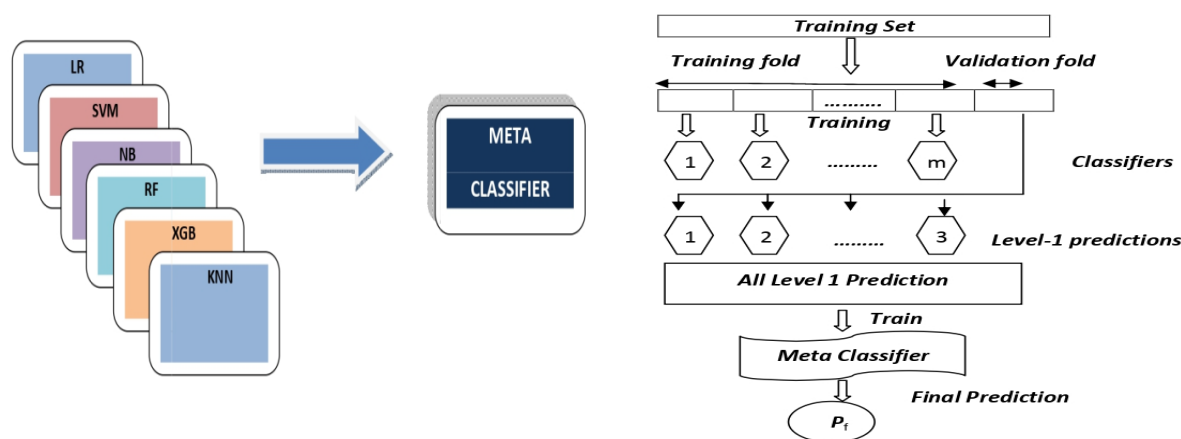 LR
SVM
NB
RF
XGB
KNN
META
CLASSIFIER
Training Set
Training fold
Validation fold
..........
Training
1
2
.........
m
Classifiers
1
2
.........
3
Level-1 predictions
All Level 1 Prediction
Train
Meta Classifier
Final Prediction
Pf